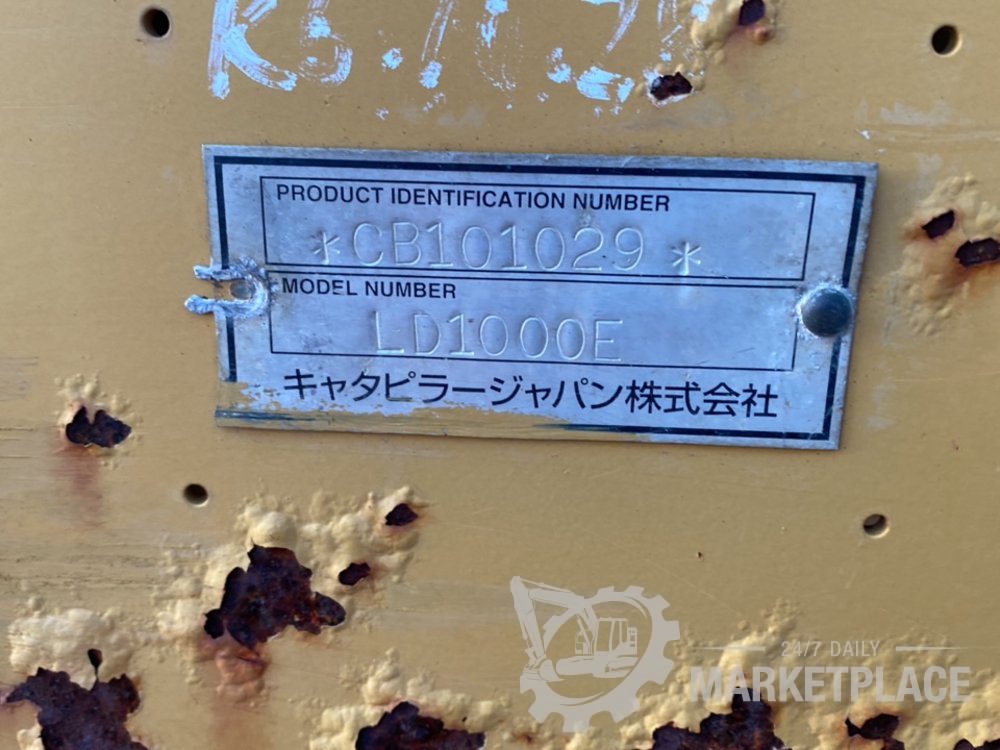 PRODUCT IDENTIFICATION NUMBER
*CB101029*
MODEL NUMBER
LD1000E
キャタピラージャパン株式会社
24/7 DAILY
MARKETPLACE